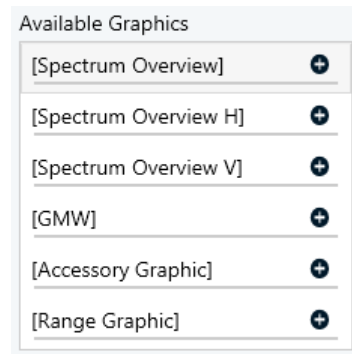 Available Graphics
[Spectrum Overview]
[Spectrum Overview H]
[Spectrum Overview V]
[GMW]
[Accessory Graphic]
[Range Graphic]